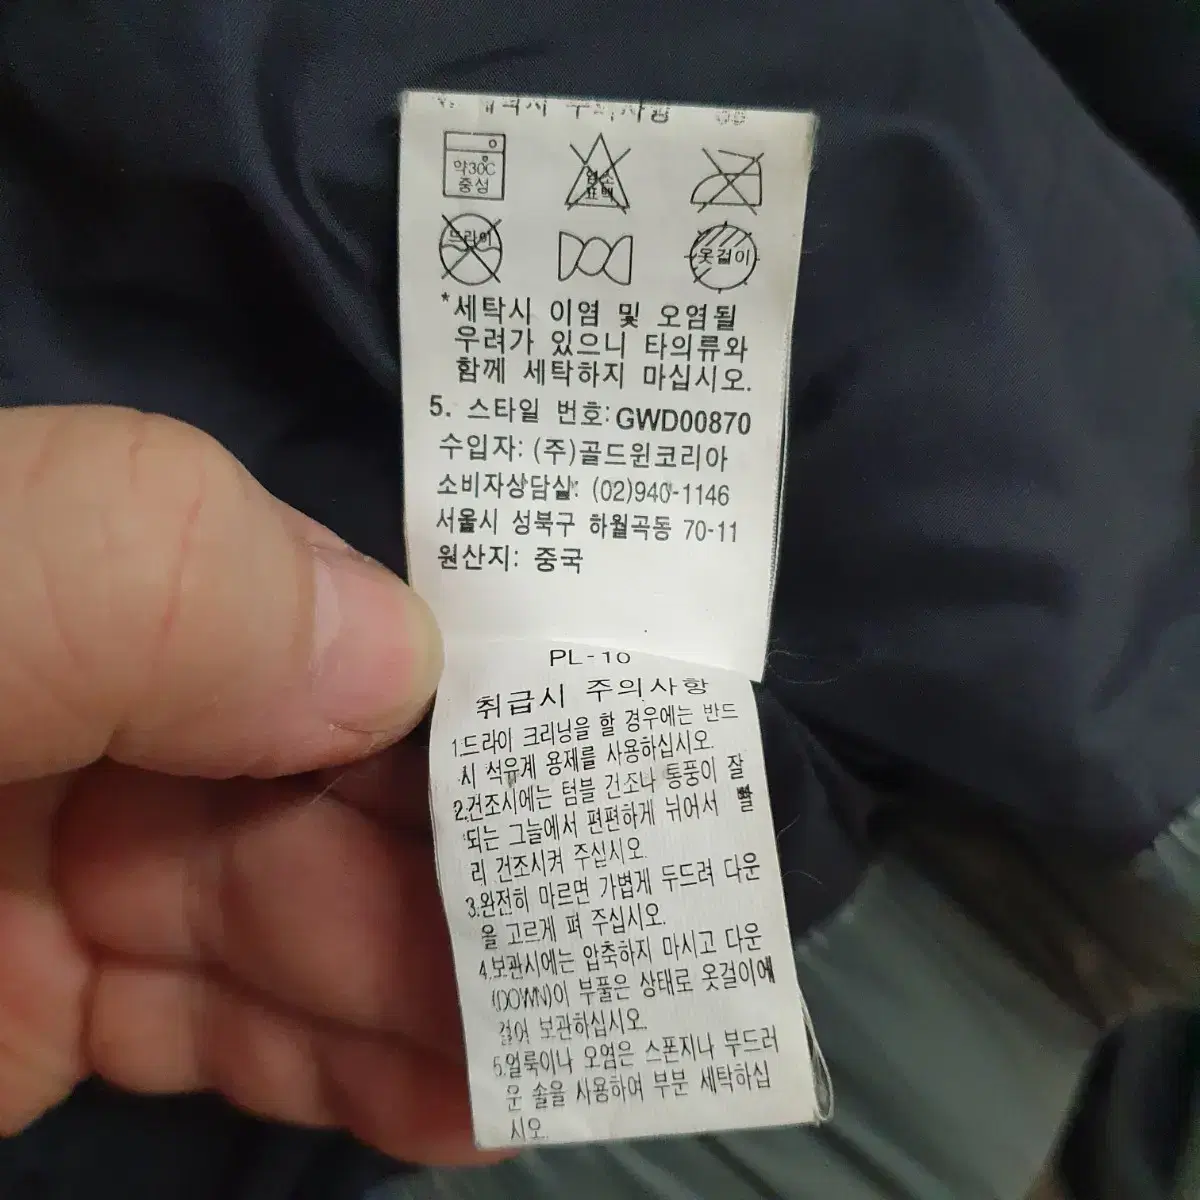 약30℃
중성
염소
표백
드라이
옷걸이
*세탁시 이염 및 오염될
우려가 있으니 타의류와
함께 세탁하지 마십시오.
5. 스타일 번호:GWD00870
수입자: (주)골드윈코리아
소비자상담실: (02)940-1146
서울시 성북구 하월곡동 70-11
원산지: 중국
PL-10
취급시 주의사항
1.드라이 크리닝을 할 경우에는 반드
시 석유계 용제를 사용하십시오.
2.건조시에는 텀블 건조나 통풍이 잘
되는 그늘에서 편편하게 뉘어서 빨
리 건조시켜 주십시오.
3.완전히 마르면 가볍게 두드려 다운
을 고르게 펴 주십시오.
4.보관시에는 압축하지 마시고 다운
(DOWN)이 부풀은 상태로 옷걸이에
걸어 보관하십시오.
5.얼룩이나 오염은 스폰지나 부드러
운 솔을 사용하여 부분 세탁하십
시오.